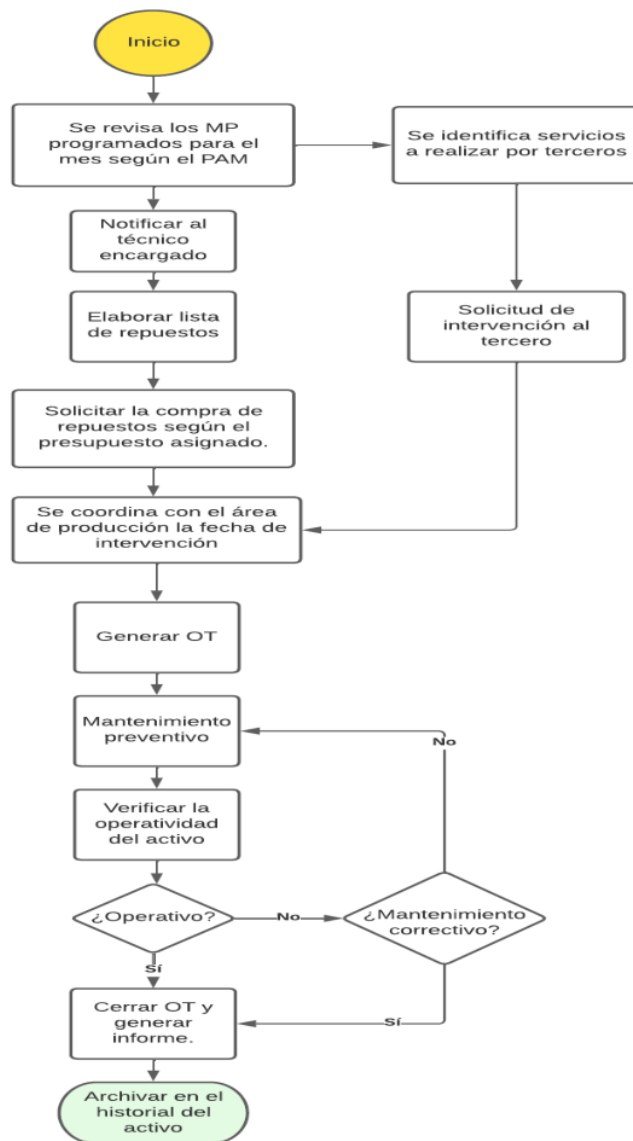 Inicio
Se revisa los MP
programados para el
mes según el PAM
Se identifica servicios
a realizar por terceros
Notificar al
técnico
encargado
Elaborar lista
de repuestos
Solicitud de
intervención al
tercero
Solicitar la compra de
repuestos según el
presupuesto asignado.
Se coordina con el área
de producción la fecha de
intervención
Generar OT
Mantenimiento
preventivo
No
Verificar la
operatividad
del activo
¿Operativo?
No
¿Mantenimiento
correctivo?
Sí
Cerrar OT y
generar
informe.
Sí
Archivar en el
historial del
activo